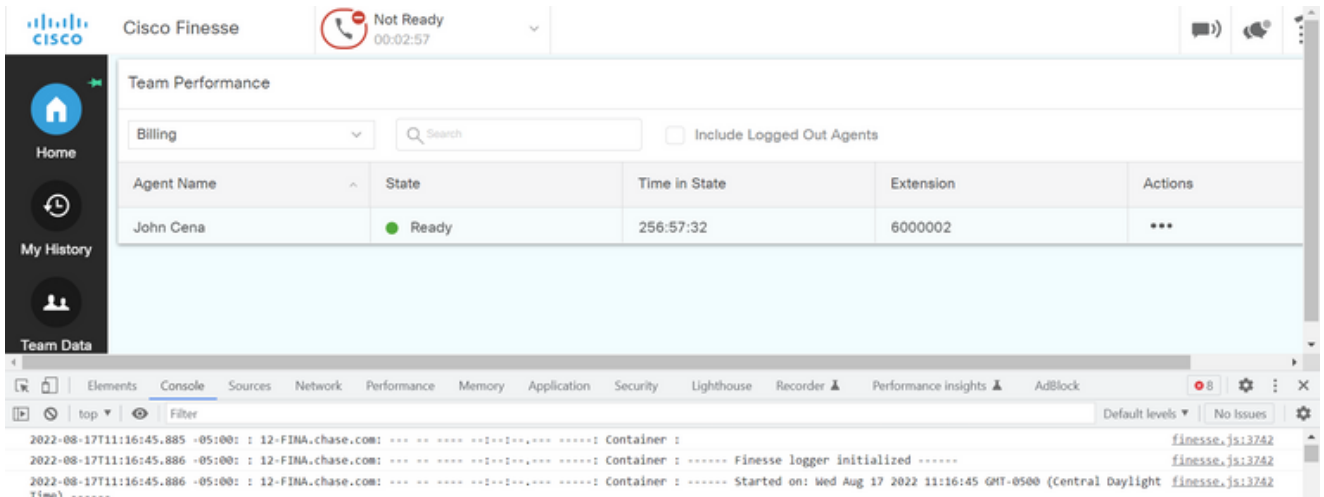 CISCO
Cisco Finesse
Not Ready
00:02:57
Team Performance
Billing
Search
Include Logged Out Agents
Home
Agent Name State Time in State Extension Actions
John Cena Ready 256:57:32 6000002
My History
Team Data
Elements Console Sources Network Performance Memory Application Security Lighthouse Recorder Performance insights AdBlock 8
top Filter Default levels No Issues
2022-08-17T11:16:45.885 -05:00: : 12-FINA.chase.com: --- -- ---- --:--:--.--- -----: Container : finesse.js:3742
2022-08-17T11:16:45.886 -05:00: : 12-FINA.chase.com: --- -- ---- --:--:--.--- -----: Container : ------ Finesse logger initialized ------ finesse.js:3742
2022-08-17T11:16:45.886 -05:00: : 12-FINA.chase.com: --- -- ---- --:--:--.--- -----: Container : ------ Started on: Wed Aug 17 2022 11:16:45 GMT-0500 (Central Daylight finesse.js:3742
Time) ------